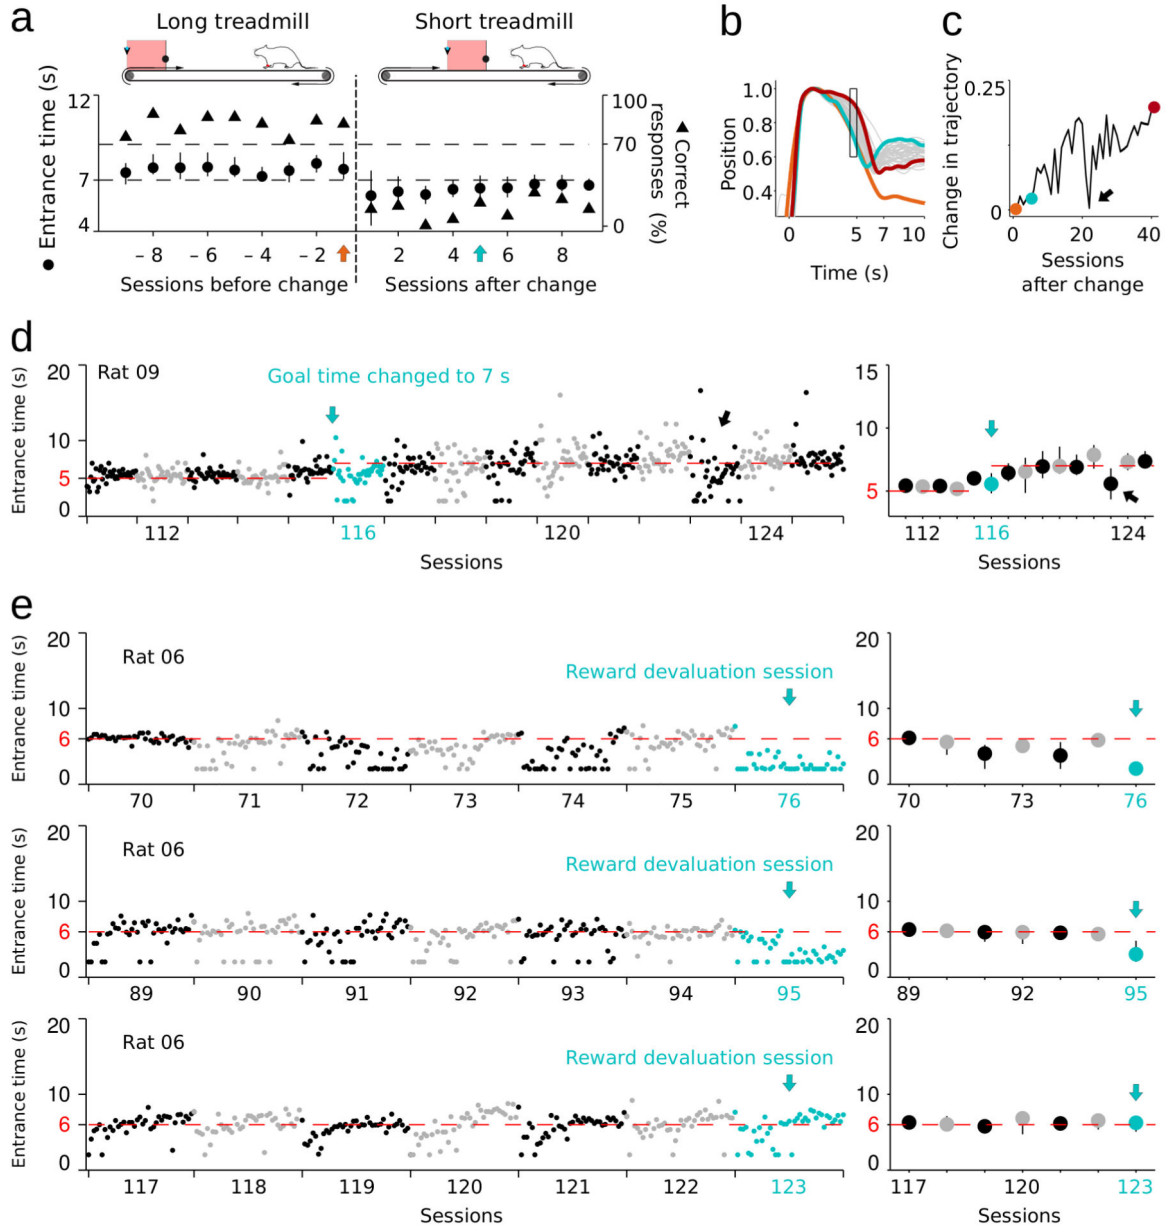 a
Long treadmill
Short treadmill
Entrance time (s)
12
7
4
100
70
0
Correct
responses (%)
– 8 – 6 – 4 – 2
2 4 6 8
Sessions before change
Sessions after change
b
Position
1.0
0.8
0.6
0.4
0 5 7 10
Time (s)
c
Change in trajectory
0.25
0
0 20 40
Sessions
after change
d
Entrance time (s)
Rat 09
Goal time changed to 7 s
20
10
5
0
112 116 120 124
Sessions
15
10
5
112 116 124
Sessions
e
Entrance time (s)
Rat 06
Reward devaluation session
20
10
6
0
70 71 72 73 74 75 76
20
10
6
0
70 73 76
Entrance time (s)
Rat 06
Reward devaluation session
20
10
6
0
89 90 91 92 93 94 95
20
10
6
0
89 92 95
Entrance time (s)
Rat 06
Reward devaluation session
20
10
6
0
117 118 119 120 121 122 123
Sessions
20
10
6
0
117 120 123
Sessions